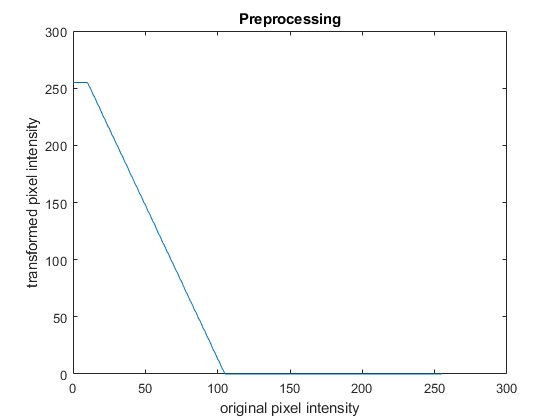 Preprocessing
300
250
200
150
100
50
0
transformed pixel intensity
0 50 100 150 200 250 300
original pixel intensity